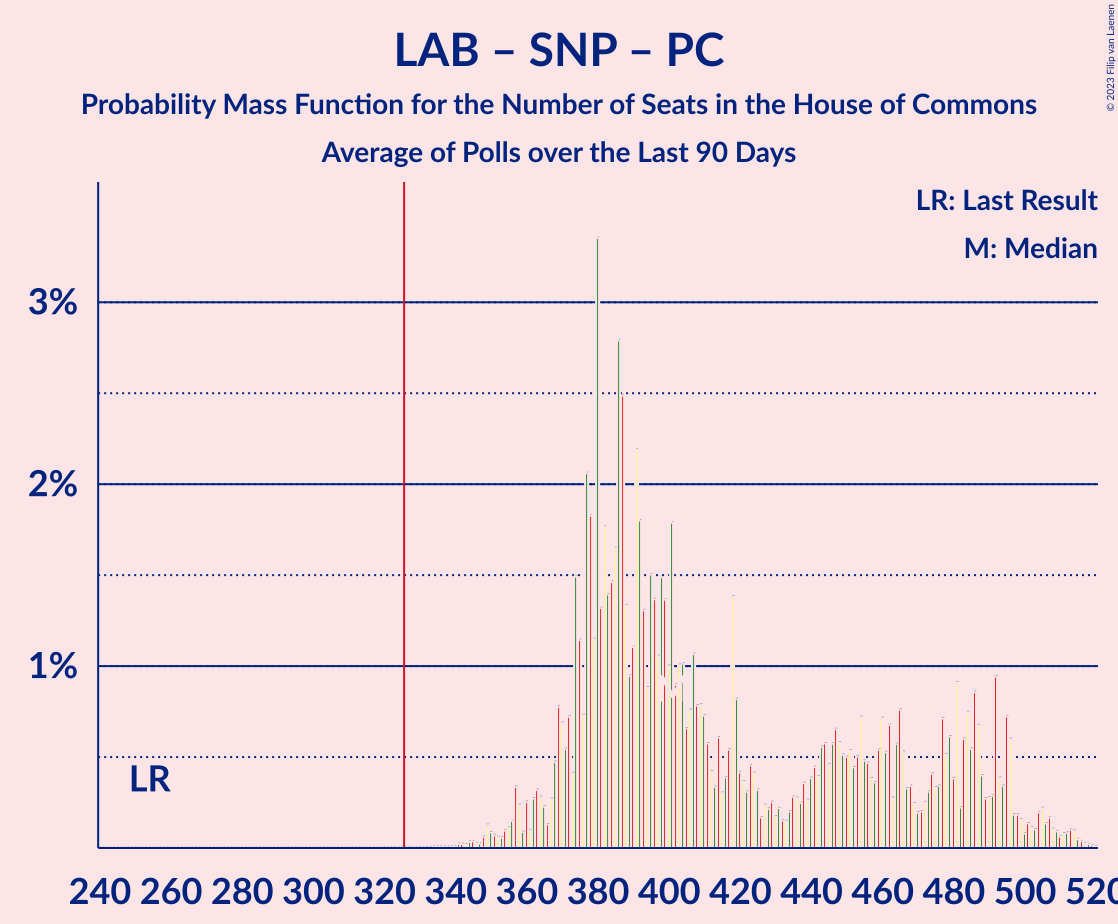 LAB – SNP – PC
Probability Mass Function for the Number of Seats in the House of Commons
Average of Polls over the Last 90 Days
© 2023 Filip van Laenen
LR: Last Result
M: Median
3%
2%
1%
LR
240 260 280 300 320 340 360 380 400 420 440 460 480 500 520